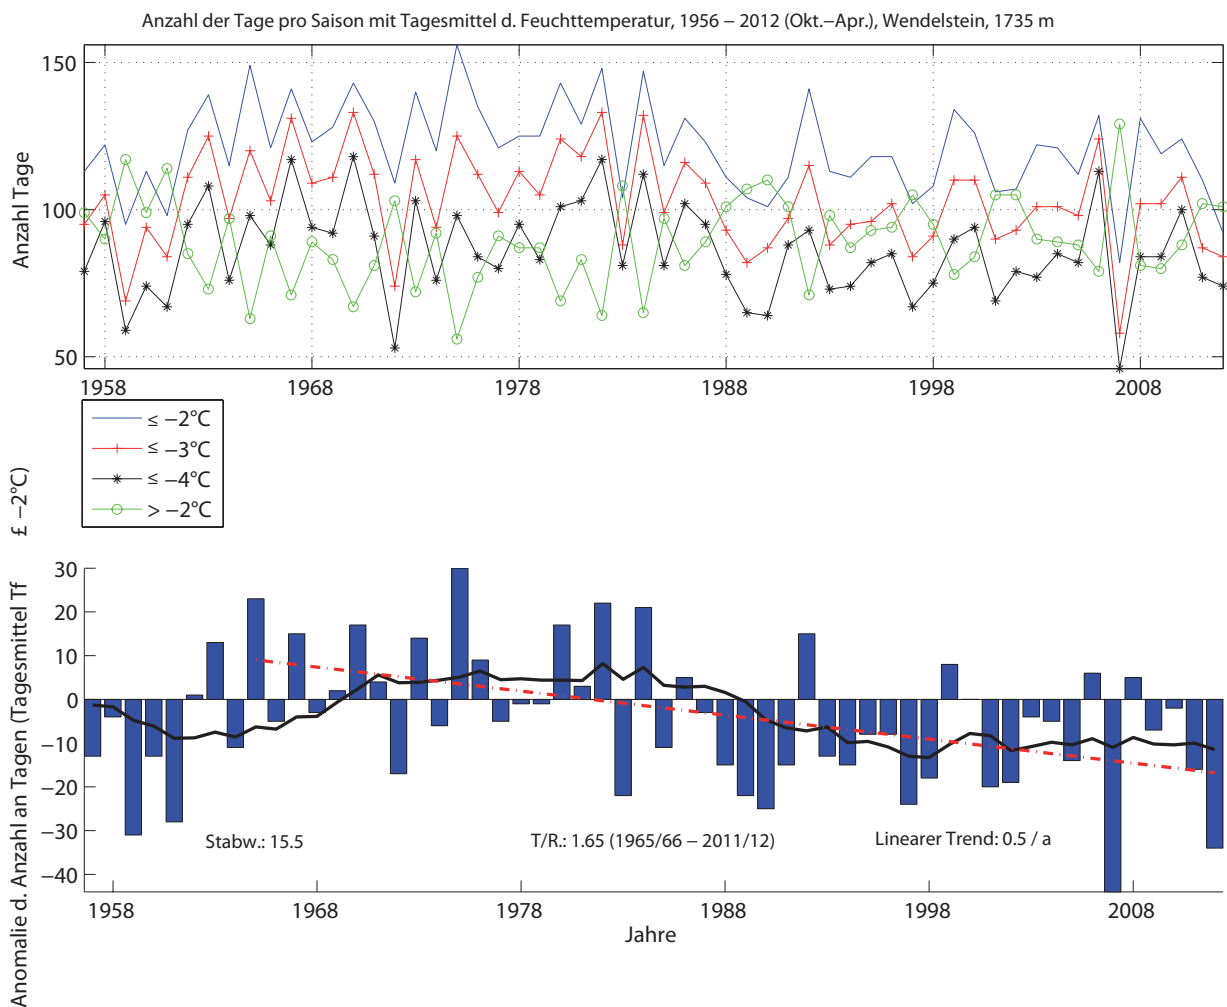 Anzahl der Tage pro Saison mit Tagesmittel d. Feuchttemperatur, 1956 – 2012 (Okt.–Apr.), Wendelstein, 1735 m
Anzahl Tage
150
100
50
1958 1968 1978 1988 1998 2008
≤ −2°C
≤ −3°C
≤ −4°C
> −2°C
Anomalie d. Anzahl an Tagen (Tagesmittel Tf £ −2°C)
30
20
10
0
−10
−20
−30
−40
Stabw.: 15.5 T/R.: 1.65 (1965/66 − 2011/12) Linearer Trend: 0.5 / a
1958 1968 1978 1988 1998 2008
Jahre